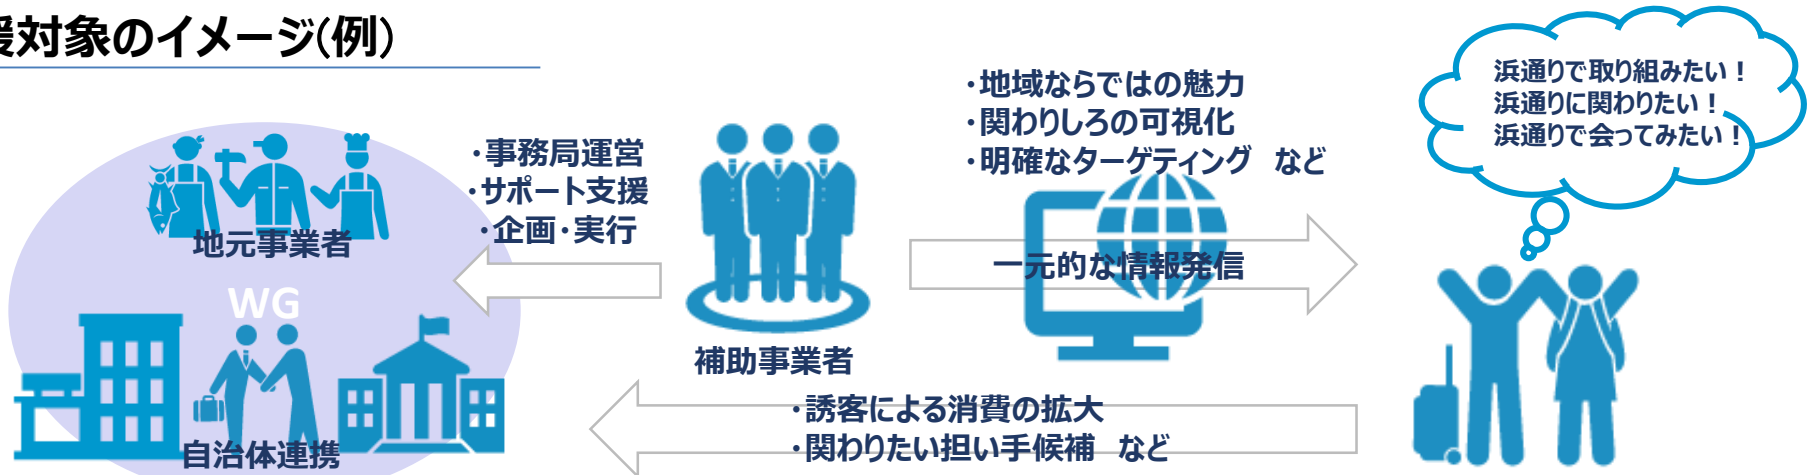 援対象のイメージ(例)
・事務局運営
・サポート支援
・企画・実行
・地域ならではの魅力
・関わりしろの可視化
・明確なターゲティング　など
浜通りで取り組みたい！
浜通りに関わりたい！
浜通りで会ってみたい！
地元事業者
WG
自治体連携
補助事業者
一元的な情報発信
・誘客による消費の拡大
・関わりたい担い手候補　など